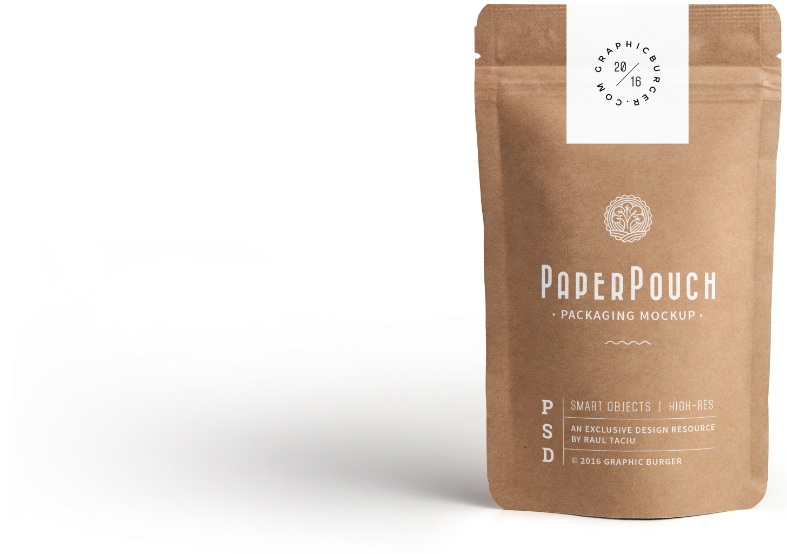 GRAPHICBURGER.COM
20
16
PAPERPOUCH
• PACKAGING MOCKUP •
P
S
D
SMART OBJECTS | HIGH-RES
AN EXCLUSIVE DESIGN RESOURCE
BY RAUL TACIU
© 2016 GRAPHIC BURGER